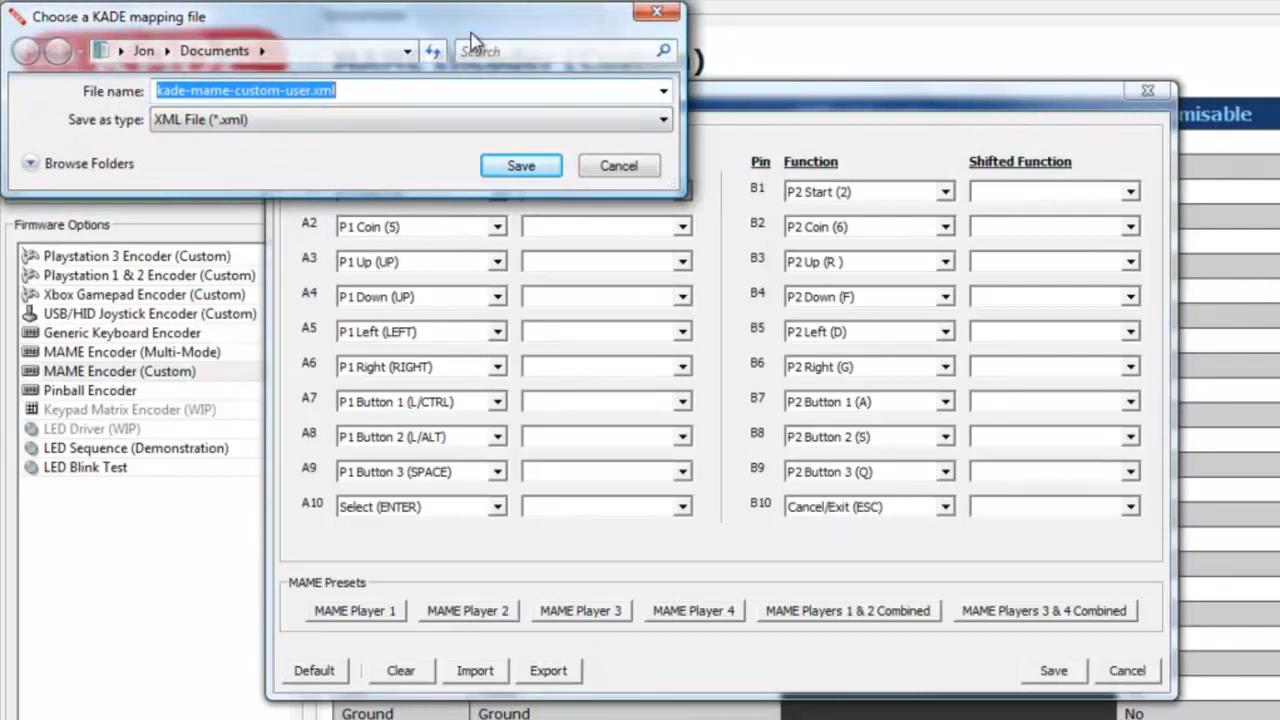 Choose a KADE mapping file
Jon
Documents
Search
File name:
kade-mame-custom-user.xml
Save as type:
XML File (*.xml)
Browse Folders
Save
Cancel
)
misable
Firmware Options
Playstation 3 Encoder (Custom)
Playstation 1 & 2 Encoder (Custom)
Xbox Gamepad Encoder (Custom)
USB/HID Joystick Encoder (Custom)
Generic Keyboard Encoder
MAME Encoder (Multi-Mode)
MAME Encoder (Custom)
Pinball Encoder
Keypad Matrix Encoder (WIP)
LED Driver (WIP)
LED Sequence (Demonstration)
LED Blink Test
Pin Function Shifted Function
B1 P2 Start (2)
A2 P1 Coin (5) B2 P2 Coin (6)
A3 P1 Up (UP) B3 P2 Up (R )
A4 P1 Down (UP) B4 P2 Down (F)
A5 P1 Left (LEFT) B5 P2 Left (D)
A6 P1 Right (RIGHT) B6 P2 Right (G)
A7 P1 Button 1 (L/CTRL) B7 P2 Button 1 (A)
A8 P1 Button 2 (L/ALT) B8 P2 Button 2 (S)
A9 P1 Button 3 (SPACE) B9 P2 Button 3 (Q)
A10 Select (ENTER) B10 Cancel/Exit (ESC)
MAME Presets
MAME Player 1 MAME Player 2 MAME Player 3 MAME Player 4 MAME Players 1 & 2 Combined MAME Players 3 & 4 Combined
Default Clear Import Export Save Cancel
Ground Ground No